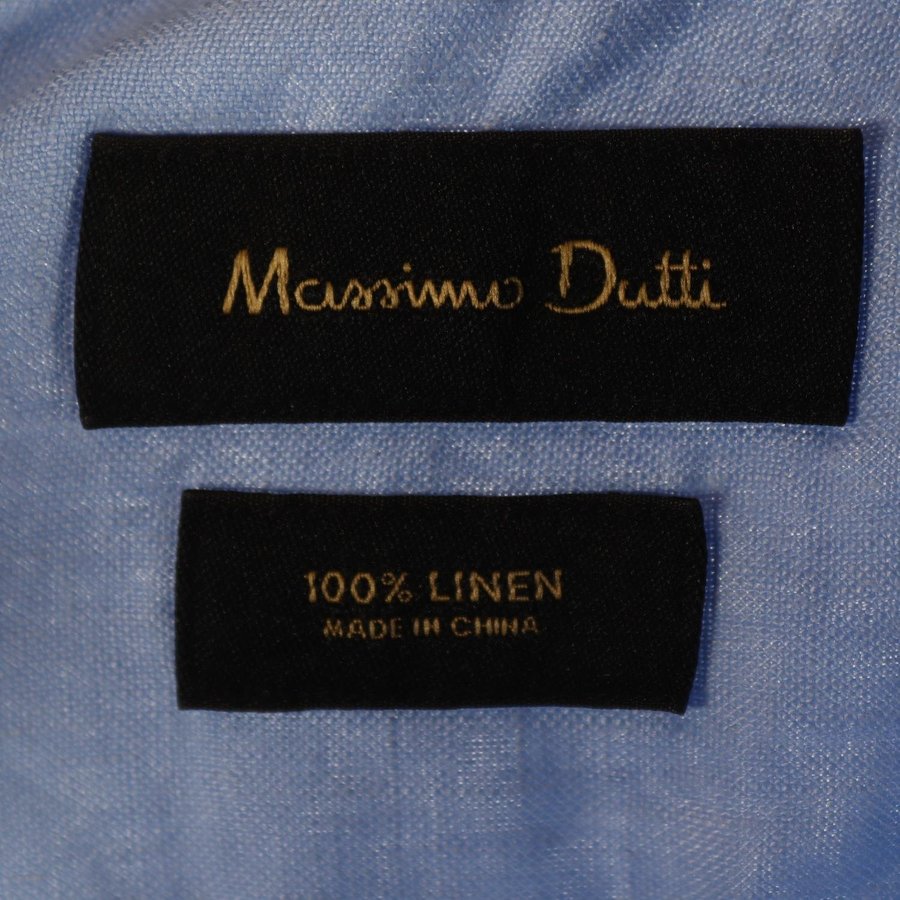 Massimo Dutti
100% LINEN
MADE IN CHINA